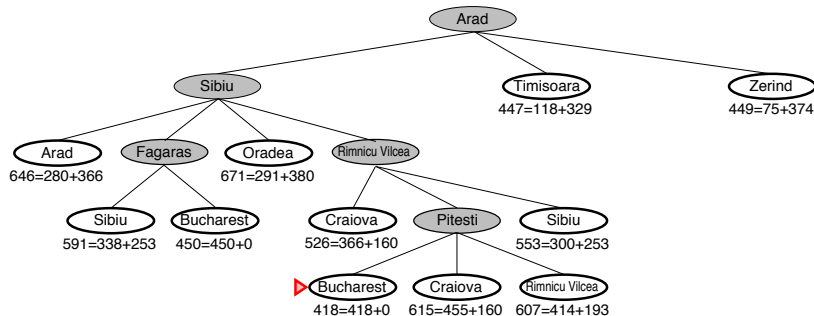 Arad
Sibiu
Timisoara
447=118+329
Zerind
449=75+374
Arad
646=280+366
Fagaras
Oradea
671=291+380
Rimnicu Vilcea
Sibiu
591=338+253
Bucharest
450=450+0
Craiova
526=366+160
Pitesti
Sibiu
553=300+253
Bucharest
418=418+0
Craiova
615=455+160
Rimnicu Vilcea
607=414+193